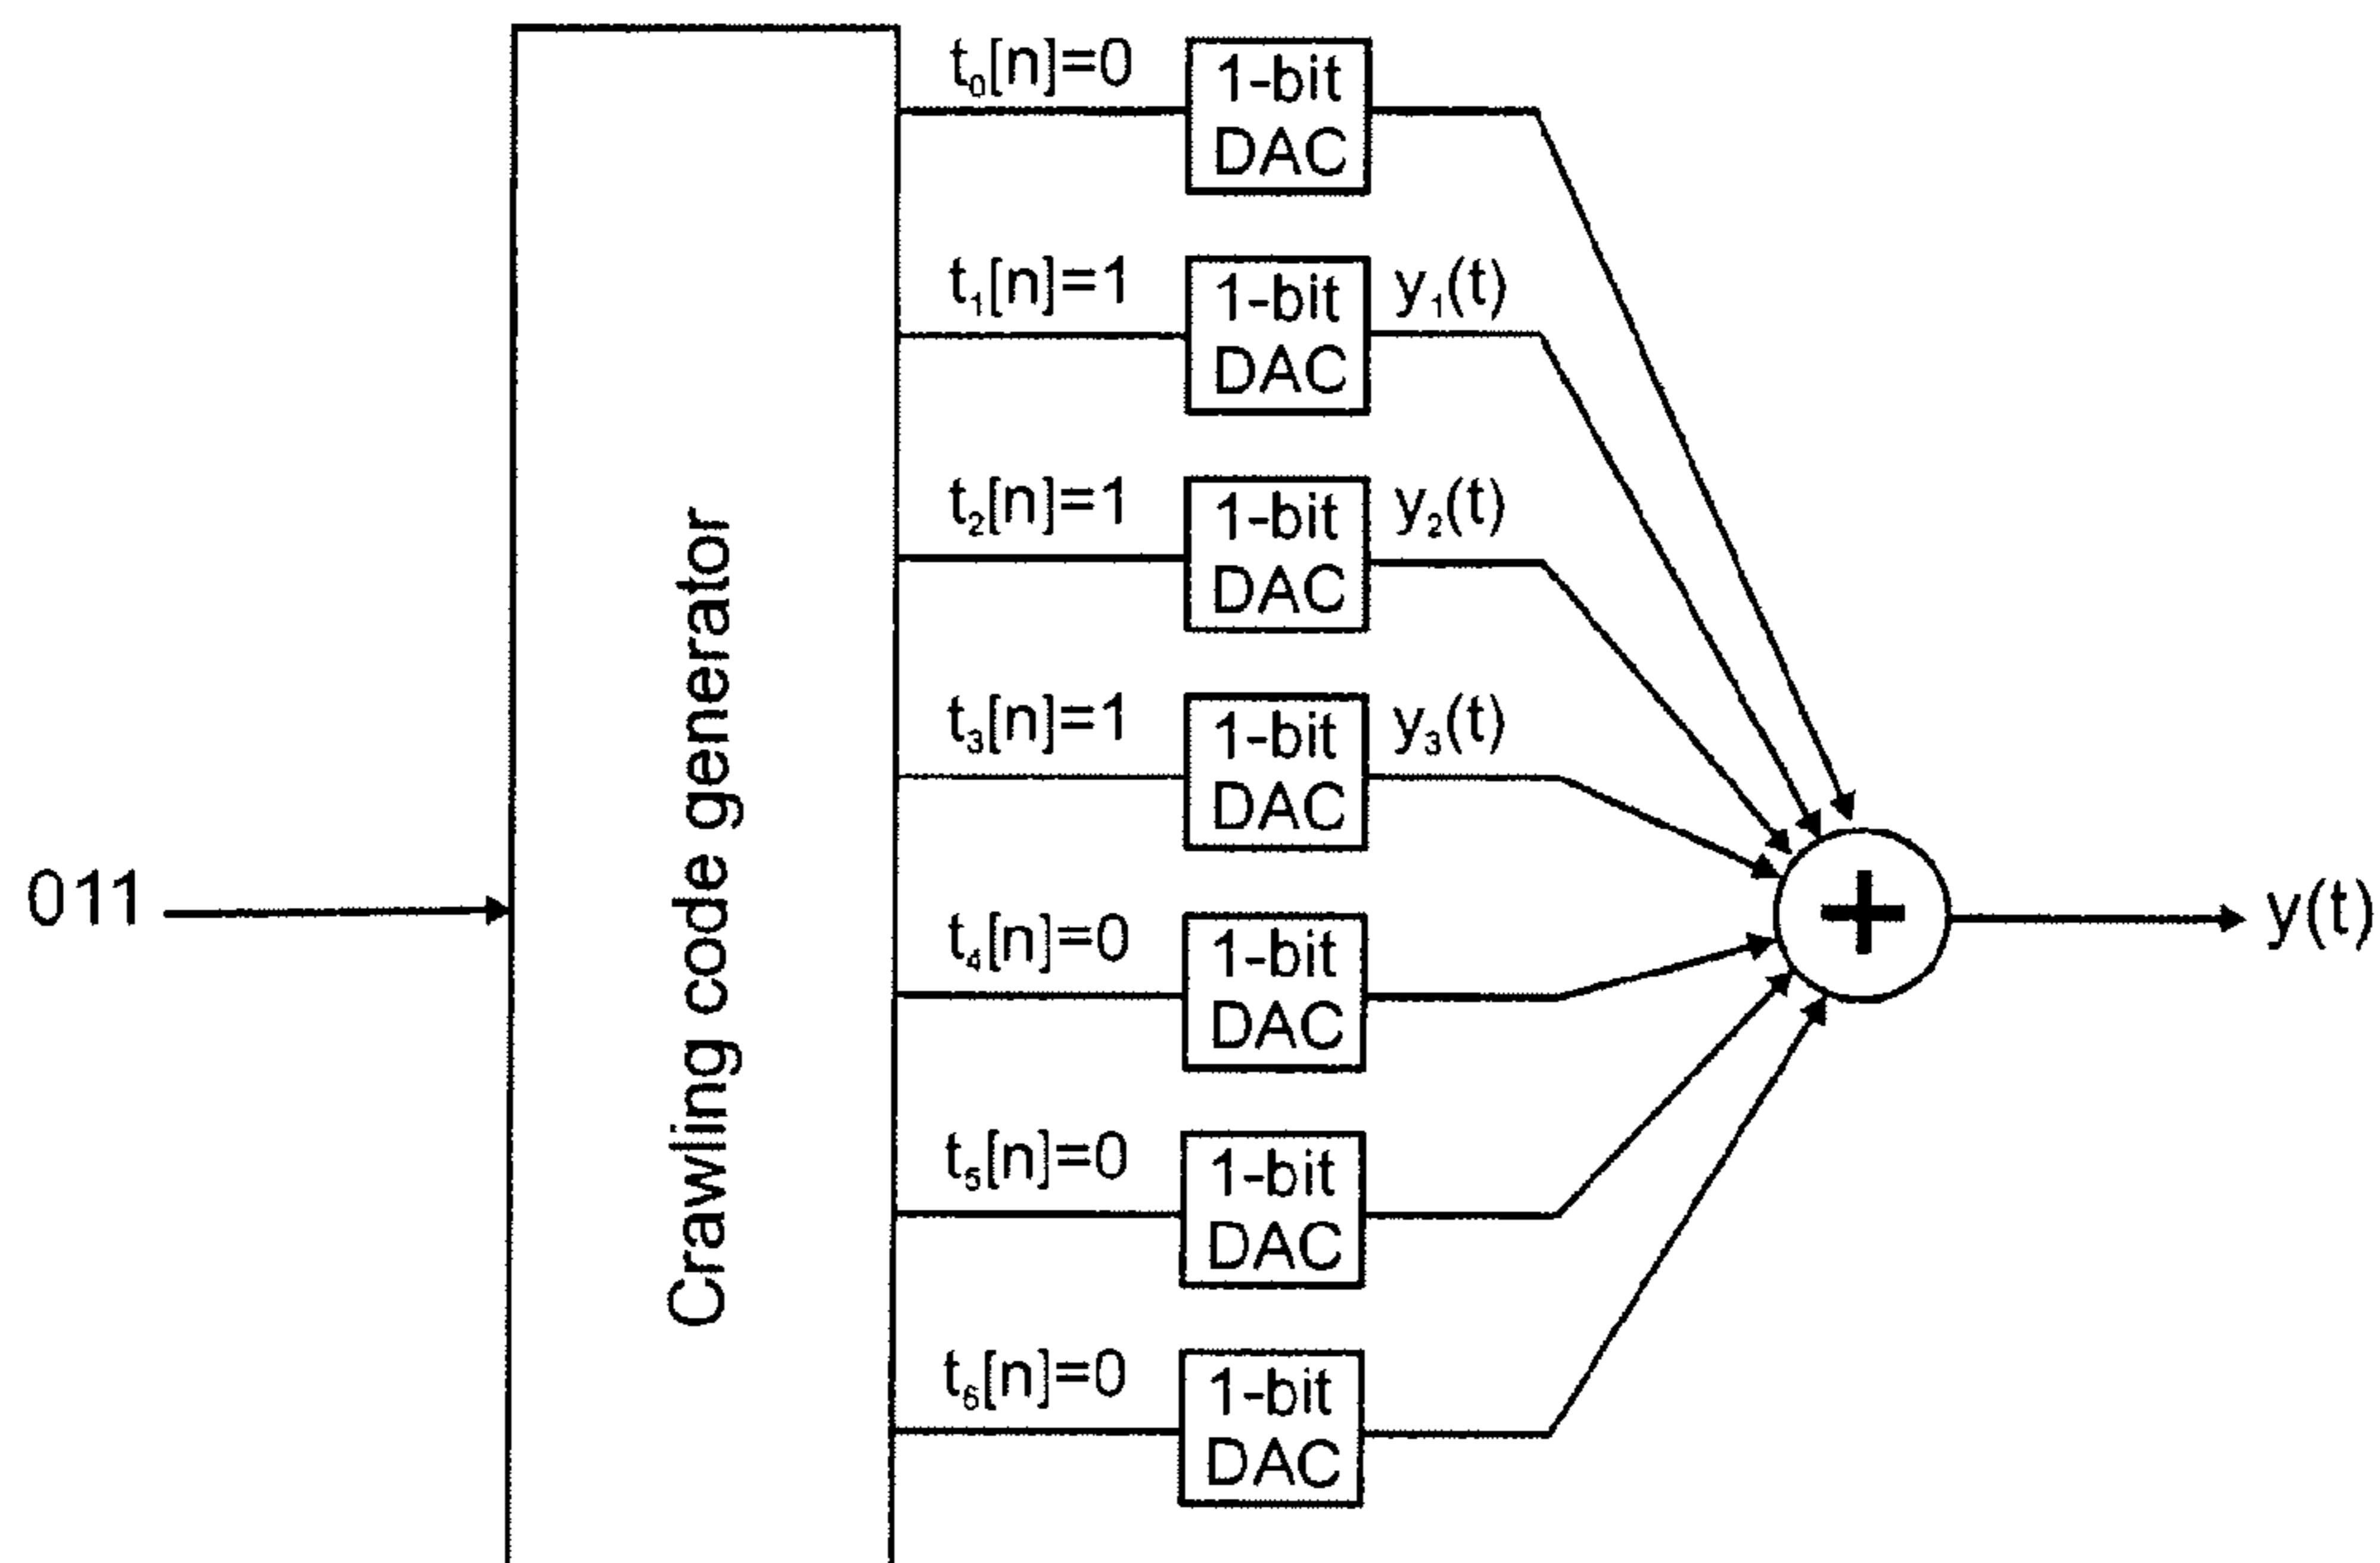 t₀[n]=0
1-bit
DAC
t₁[n]=1
1-bit
DAC
y₁(t)
t₂[n]=1
1-bit
DAC
y₂(t)
t₃[n]=1
1-bit
DAC
y₃(t)
Crawling code generator
011
t₄[n]=0
1-bit
DAC
+
y(t)
t₅[n]=0
1-bit
DAC
t₆[n]=0
1-bit
DAC